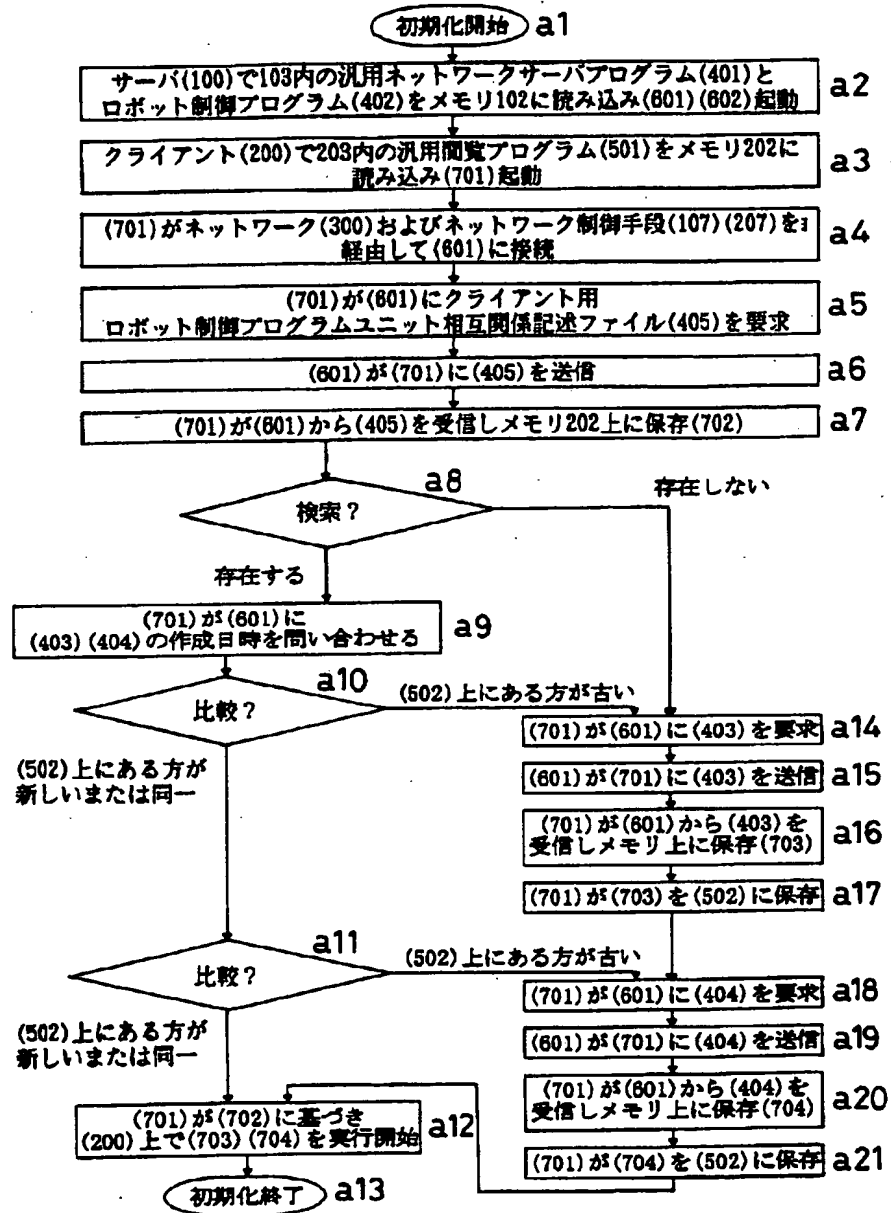 初期化開始 a1
サーバ(100)で103内の汎用ネットワークサーバプログラム(401)と
ロボット制御プログラム(402)をメモリ102に読み込み(601)(602)起動
a2
クライアント(200)で203内の汎用閲覧プログラム(501)をメモリ202に
読み込み(701)起動
a3
(701)がネットワーク(300)およびネットワーク制御手段(107)(207)を
経由して(601)に接続
a4
(701)が(601)にクライアント用
ロボット制御プログラムユニット相互関係記述ファイル(405)を要求
a5
(601)が(701)に(405)を送信 a6
(701)が(601)から(405)を受信しメモリ202上に保存(702) a7
a8
検索?
存在しない
存在する
(701)が(601)に
(403)(404)の作成日時を問い合わせる
a9
a10
比較?
(502)上にある方が古い
(502)上にある方が
新しいまたは同一
(701)が(601)に(403)を要求 a14
(601)が(701)に(403)を送信 a15
(701)が(601)から(403)を
受信しメモリ上に保存(703)
a16
(701)が(703)を(502)に保存 a17
a11
比較?
(502)上にある方が古い
(502)上にある方が
新しいまたは同一
(701)が(601)に(404)を要求 a18
(601)が(701)に(404)を送信 a19
(701)が(601)から(404)を
受信しメモリ上に保存(704)
a20
(701)が(704)を(502)に保存 a21
(701)が(702)に基づき
(200)上で(703)(704)を実行開始
a12
初期化終了 a13